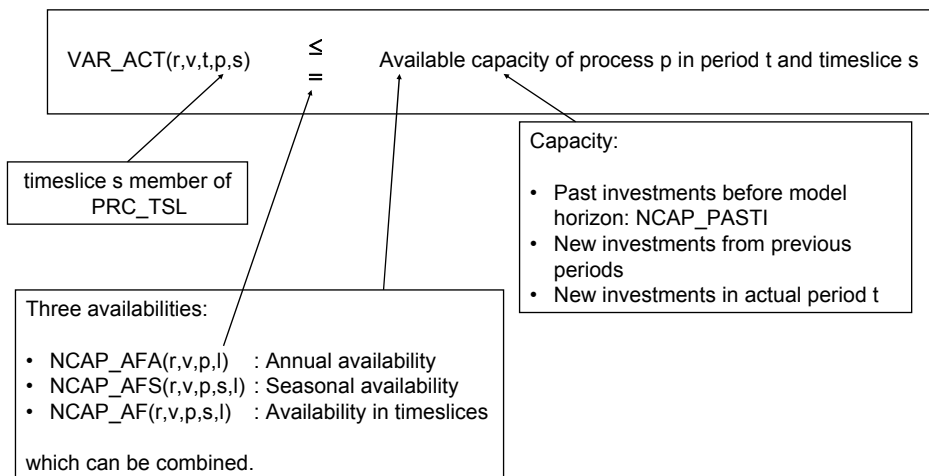 VAR_ACT(r,v,t,p,s) ≤ = Available capacity of process p in period t and timeslice s
timeslice s member of
PRC_TSL
Capacity:
• Past investments before model
horizon: NCAP_PASTI
• New investments from previous
periods
• New investments in actual period t
Three availabilities:
• NCAP_AFA(r,v,p,l) : Annual availability
• NCAP_AFS(r,v,p,s,l) : Seasonal availability
• NCAP_AF(r,v,p,s,l) : Availability in timeslices
which can be combined.